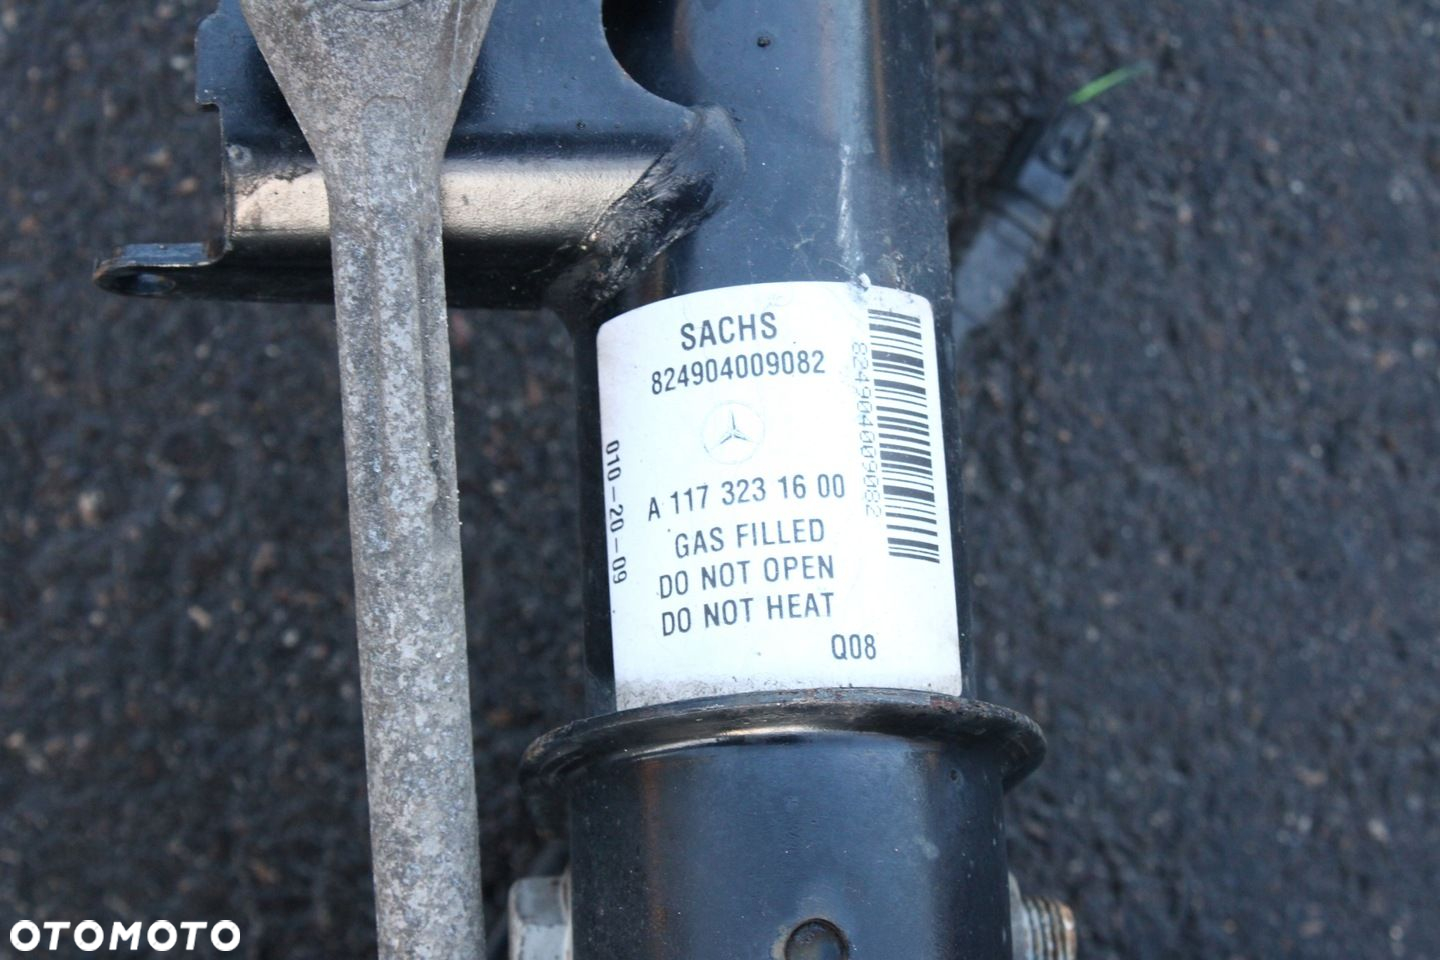 SACHS
824904009082
A 117 323 16 00
GAS FILLED
DO NOT OPEN
DO NOT HEAT
Q08
010-20-09
824904009082
OTOMOTO